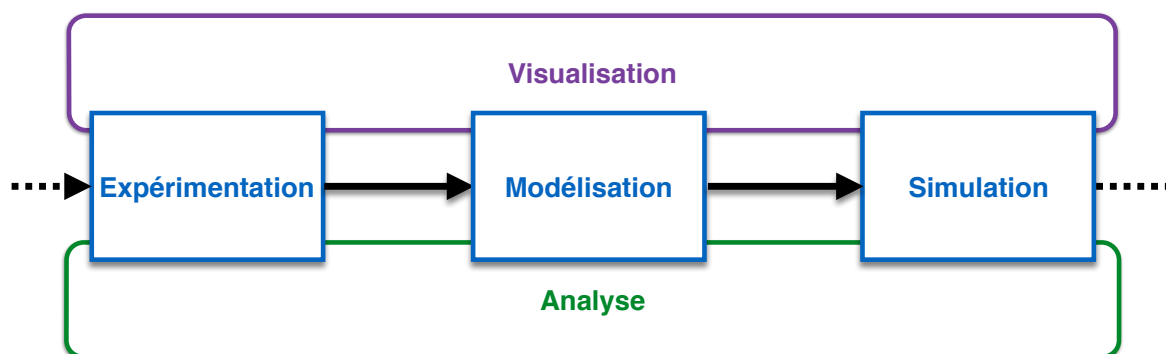 Visualisation
Expérimentation
Modélisation
Simulation
Analyse